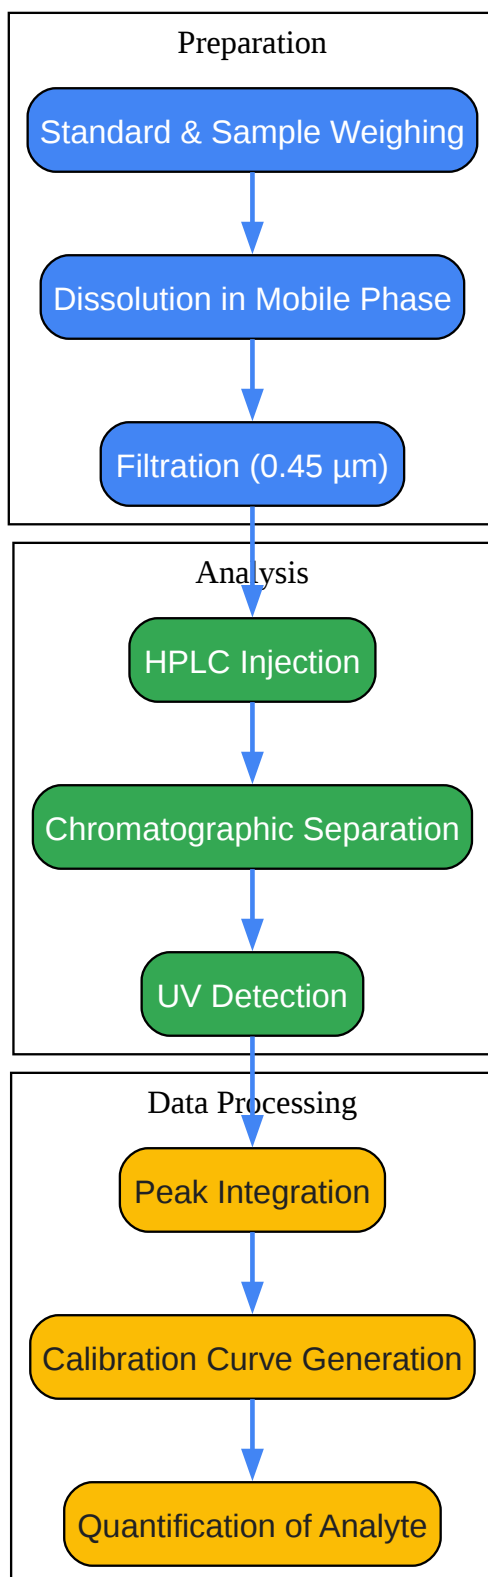 Preparation
Standard & Sample Weighing
Dissolution in Mobile Phase
Filtration (0.45 µm)
Analysis
HPLC Injection
Chromatographic Separation
UV Detection
Data Processing
Peak Integration
Calibration Curve Generation
Quantification of Analyte